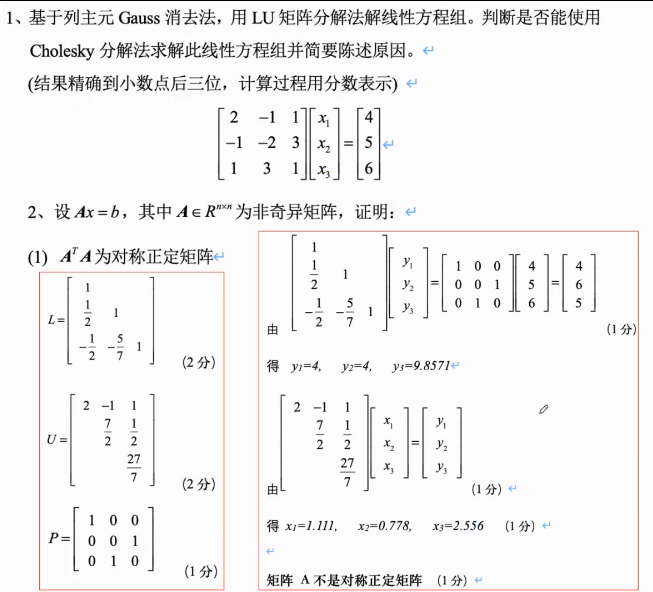 1、基于列主元 Gauss 消去法，用 LU 矩阵分解法解线性方程组。判断是否能使用
Cholesky 分解法求解此线性方程组并简要陈述原因。
(结果精确到小数点后三位，计算过程用分数表示)
[2 -1 1; -1 -2 3; 1 3 1][x1; x2; x3] = [4; 5; 6]
2、设 Ax = b，其中 A ∈ R^{n×n} 为非奇异矩阵，证明：
(1) A^T A 为对称正定矩阵
L = [1; 1/2 1; -1/2 -5/7 1] (2 分)
U = [2 -1 1; 7/2 1/2; 27/7] (2 分)
P = [1 0 0; 0 0 1; 0 1 0] (1 分)
由 [1; 1/2 1; -1/2 -5/7 1][y1; y2; y3] = [1 0 0; 0 0 1; 0 1 0][4; 5; 6] = [4; 6; 5] (1 分)
得 y1=4, y2=4, y3=9.8571
由 [2 -1 1; 7/2 1/2; 27/7][x1; x2; x3] = [y1; y2; y3] (1 分)
得 x1=1.111, x2=0.778, x3=2.556 (1 分)
矩阵 A 不是对称正定矩阵 (1 分)